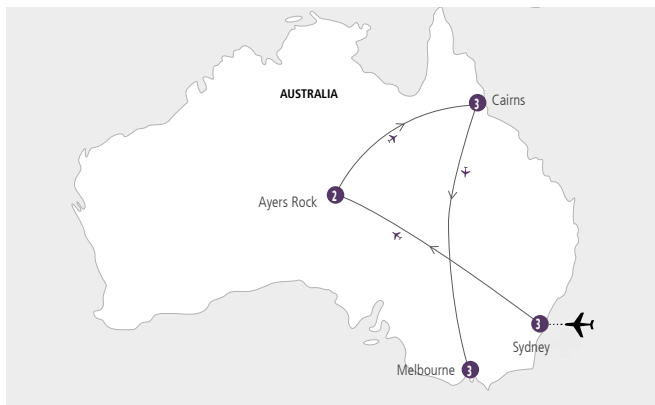 AUSTRALIA
3 Cairns
2
Ayers Rock
3
Sydney
Melbourne 3